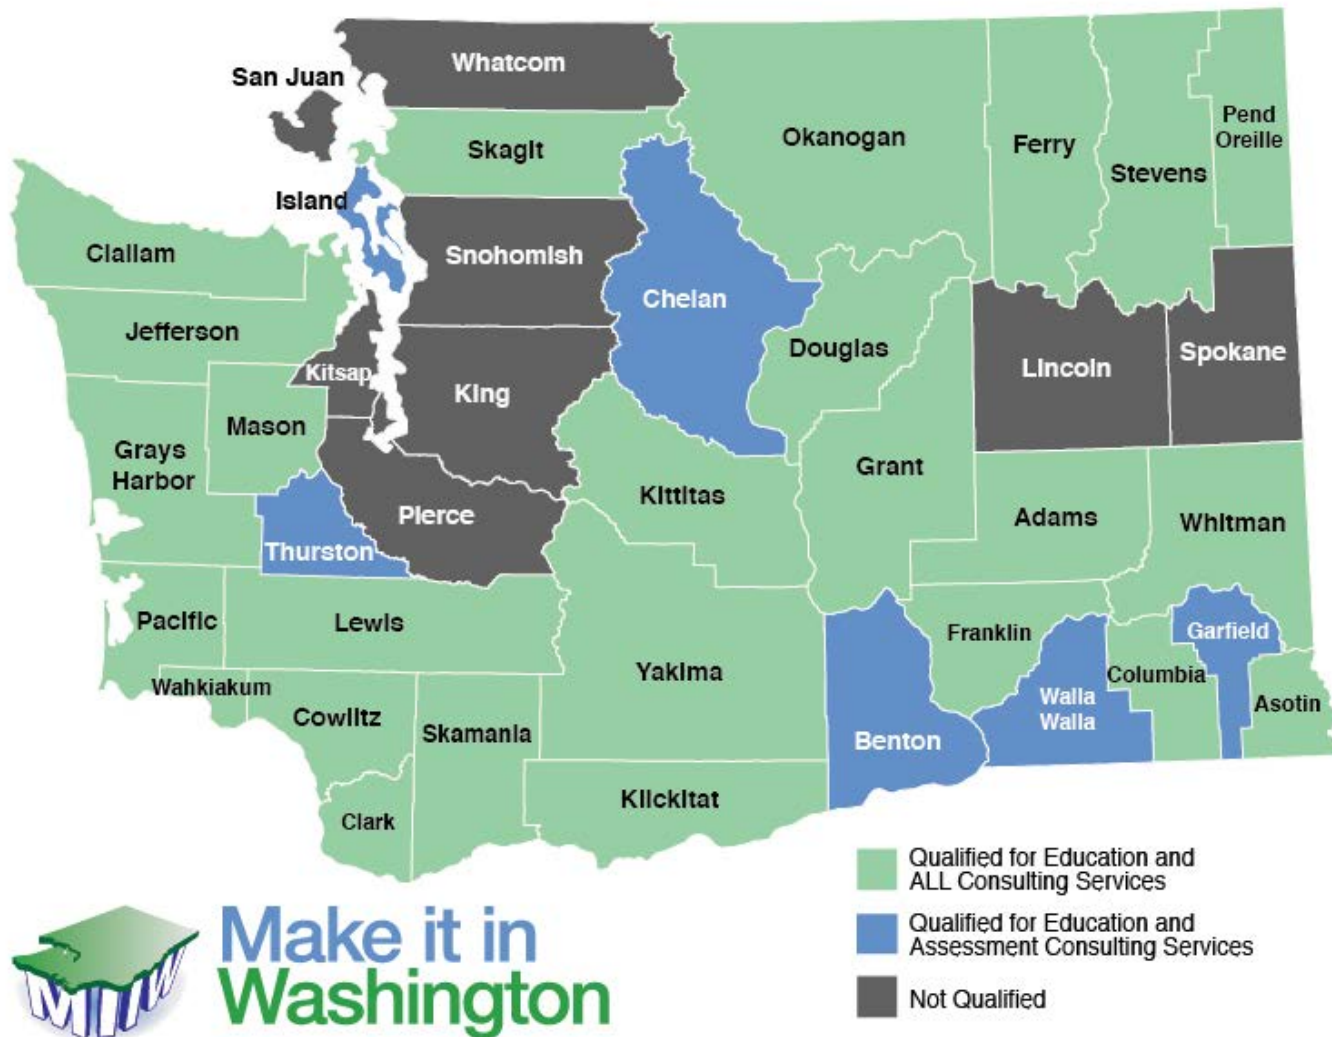 Whatcom
San Juan
Skagit
Okanogan
Ferry
Stevens
Pend
Oreille
Island
Clallam
Snohomish
Chelan
Jefferson
Douglas
Kitsap
King
Lincoln
Spokane
Mason
Grays
Harbor
Grant
Kittitas
Pierce
Adams
Whitman
Thurston
Pacific
Lewis
Franklin
Garfield
Wahkiakum
Yakima
Columbia
Walla
Walla
Asotin
Cowlitz
Skamania
Benton
Klickitat
Clark
Qualified for Education and
ALL Consulting Services
Qualified for Education and
Assessment Consulting Services
Not Qualified
MIIW
Make it in
Washington